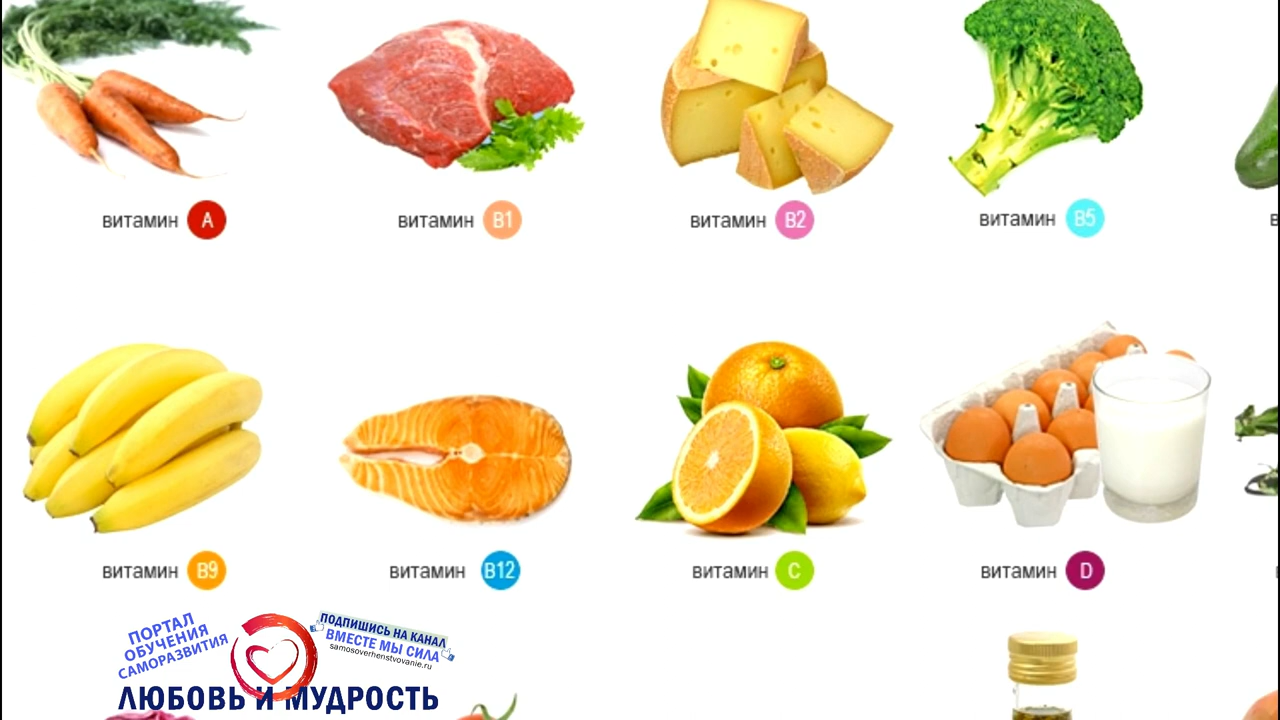 витамин A
витамин B1
витамин B2
витамин B5
витамин B9
витамин B12
витамин C
витамин D
ПОРТАЛ
ОБУЧЕНИЯ
САМОРАЗВИТИЯ
ПОДПИШИСЬ НА КАНАЛ
ВМЕСТЕ МЫ СИЛА
samosoverhenstvovanie.ru
ЛЮБОВЬ И МУДРОСТЬ